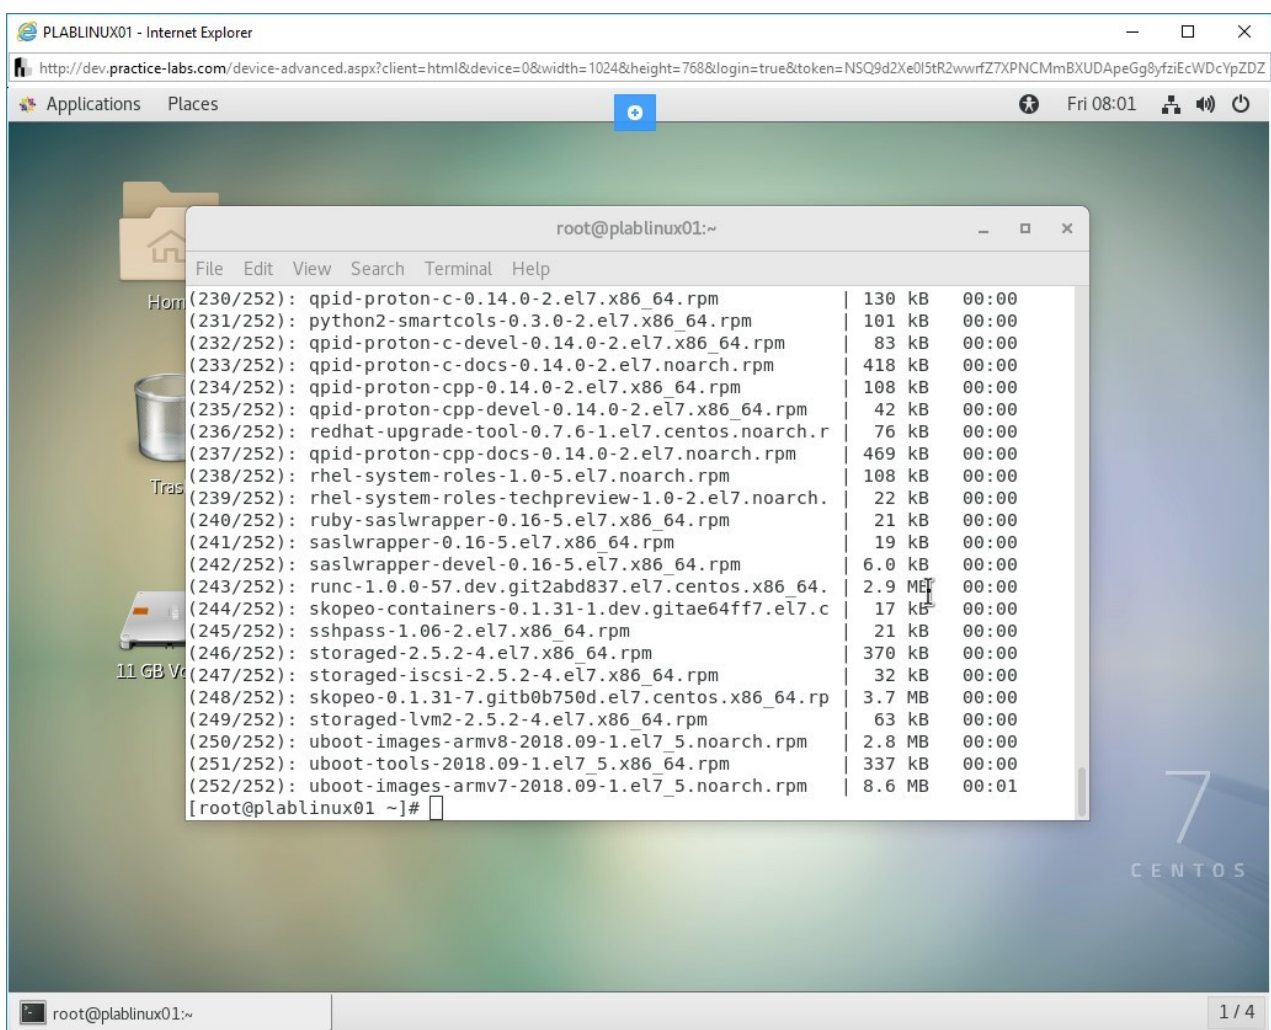 PLABLINUX01 - Internet Explorer
http://dev.practice-labs.com/device-advanced.aspx?client=html&device=0&width=1024&height=768&login=true&token=
Applications Places Fri 08:01
root@plablinux01:~
File Edit View Search Terminal Help
(230/252): qpid-proton-c-0.14.0-2.el7.x86_64.rpm | 130 kB 00:00
(231/252): python2-smartcols-0.3.0-2.el7.x86_64.rpm | 101 kB 00:00
(232/252): qpid-proton-c-devel-0.14.0-2.el7.x86_64.rpm | 83 kB 00:00
(233/252): qpid-proton-c-docs-0.14.0-2.el7.noarch.rpm | 418 kB 00:00
(234/252): qpid-proton-cpp-0.14.0-2.el7.x86_64.rpm | 108 kB 00:00
(235/252): qpid-proton-cpp-devel-0.14.0-2.el7.x86_64.rpm | 42 kB 00:00
(236/252): redhat-upgrade-tool-0.7.6-1.el7.centos.noarch.r | 76 kB 00:00
(237/252): qpid-proton-cpp-docs-0.14.0-2.el7.noarch.rpm | 469 kB 00:00
(238/252): rhel-system-roles-1.0-5.el7.noarch.rpm | 108 kB 00:00
(239/252): rhel-system-roles-techpreview-1.0-2.el7.noarch. | 22 kB 00:00
(240/252): ruby-saslwrapper-0.16-5.el7.x86_64.rpm | 21 kB 00:00
(241/252): saslwrapper-0.16-5.el7.x86_64.rpm | 19 kB 00:00
(242/252): saslwrapper-devel-0.16-5.el7.x86_64.rpm | 6.0 kB 00:00
(243/252): runc-1.0.0-57.dev.git2abd837.el7.centos.x86_64. | 2.9 MB 00:00
(244/252): skopeo-containers-0.1.31-1.dev.gitae64ff7.el7.c | 17 kB 00:00
(245/252): sshpass-1.06-2.el7.x86_64.rpm | 21 kB 00:00
(246/252): storaged-2.5.2-4.el7.x86_64.rpm | 370 kB 00:00
(247/252): storaged-iscsi-2.5.2-4.el7.x86_64.rpm | 32 kB 00:00
(248/252): skopeo-0.1.31-7.gitb0b750d.el7.centos.x86_64.rp | 3.7 MB 00:00
(249/252): storaged-lvm2-2.5.2-4.el7.x86_64.rpm | 63 kB 00:00
(250/252): uboot-images-armv8-2018.09-1.el7_5.noarch.rpm | 2.8 MB 00:00
(251/252): uboot-tools-2018.09-1.el7_5.x86_64.rpm | 337 kB 00:00
(252/252): uboot-images-armv7-2018.09-1.el7_5.noarch.rpm | 8.6 MB 00:01
[root@plablinux01 ~]#
Hom
Tras
11 GB Vo
7
CENTOS
root@plablinux01:~
1 / 4